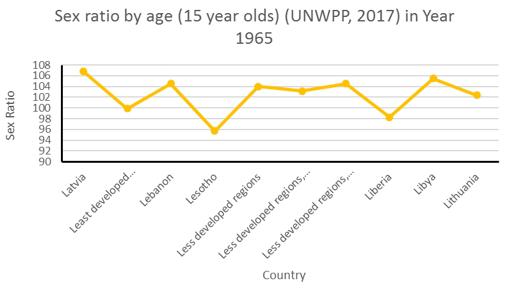 Sex ratio by age (15 year olds) (UNWPP, 2017) in Year
1965
108
106
104
102
100
98
96
94
92
90
Sex Ratio
Latvia
Least developed...
Lebanon
Lesotho
Less developed regions
Less developed regions,...
Less developed regions,...
Liberia
Libya
Lithuania
Country